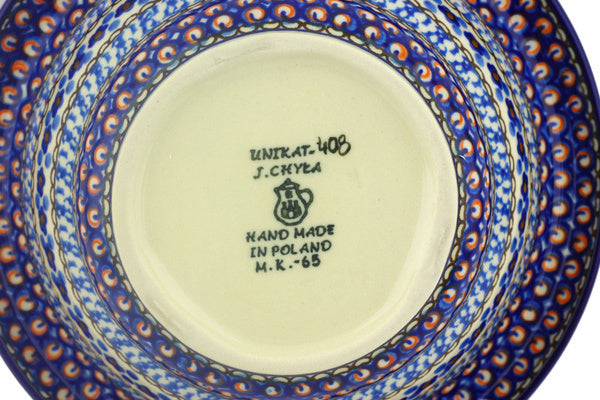 UNIKAT-408
J.CHYŁA
HAND MADE
IN POLAND
M.K.-65